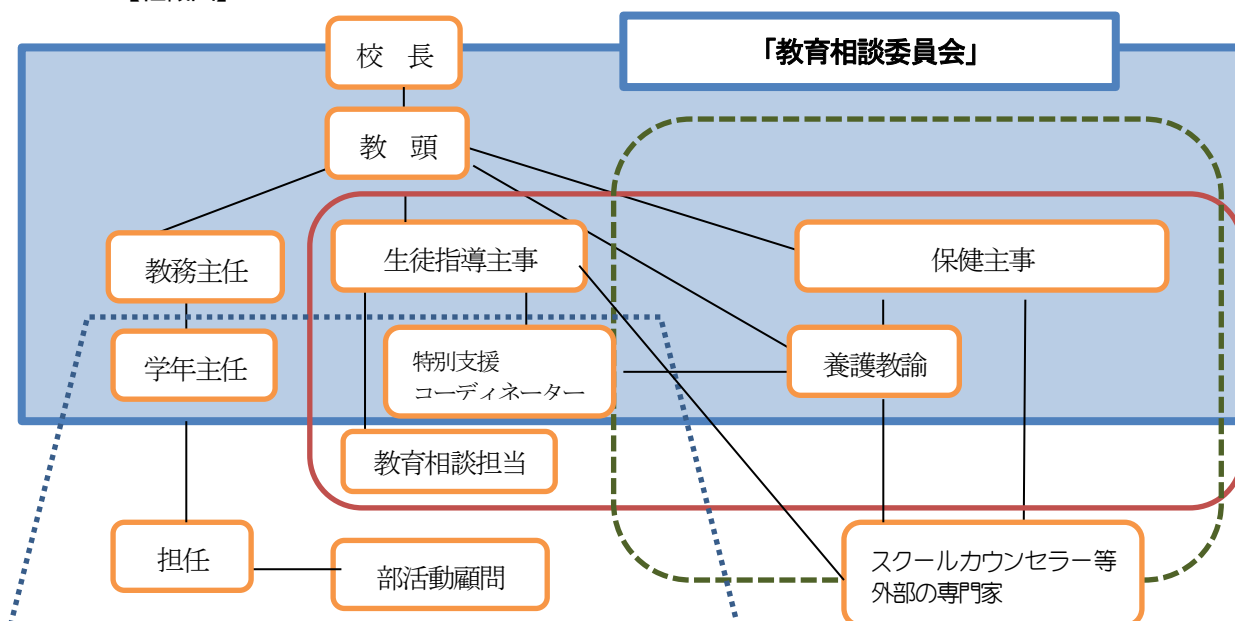 「教育相談委員会」
校　長
教　頭
教務主任
生徒指導主事
保健主事
学年主任
特別支援
コーディネーター
養護教諭
教育相談担当
担任
部活動顧問
スクールカウンセラー等
外部の専門家